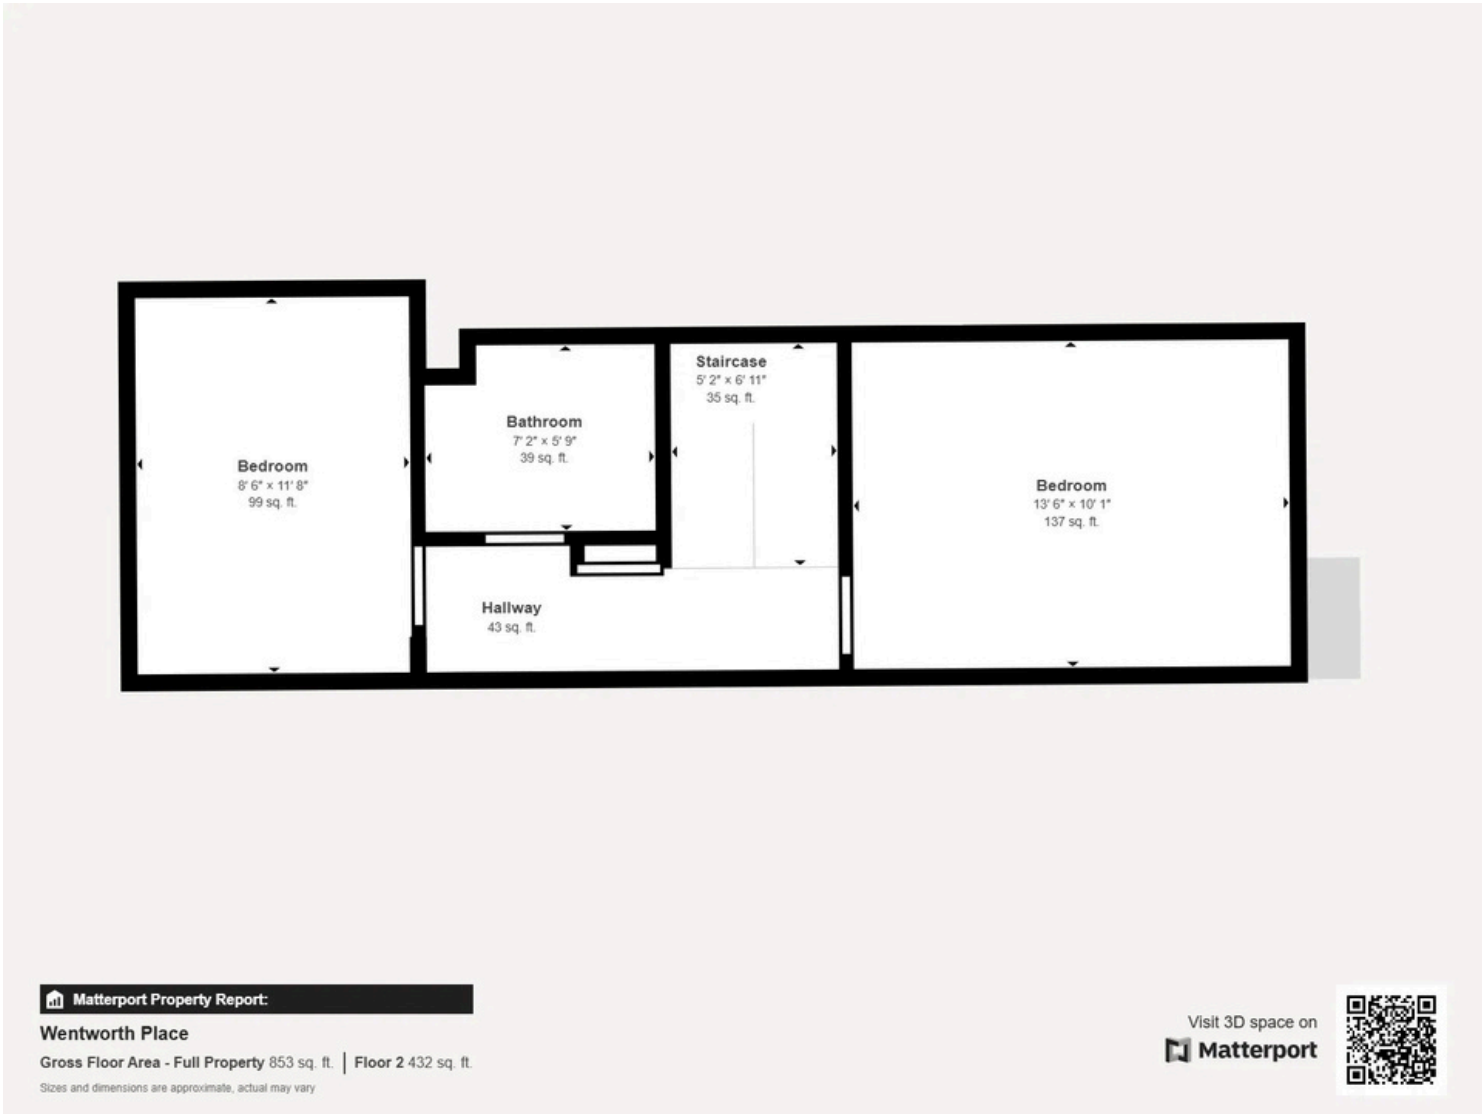 Staircase
5' 2" × 6' 11"
35 sq. ft.
Bathroom
7' 2" × 5' 9"
39 sq. ft.
Bedroom
8' 6" × 11' 8"
99 sq. ft.
Bedroom
13' 6" × 10' 1"
137 sq. ft.
Hallway
43 sq. ft.
Matterport Property Report:
Wentworth Place
Gross Floor Area - Full Property 853 sq. ft. | Floor 2 432 sq. ft.
Sizes and dimensions are approximate, actual may vary
Visit 3D space on
Matterport